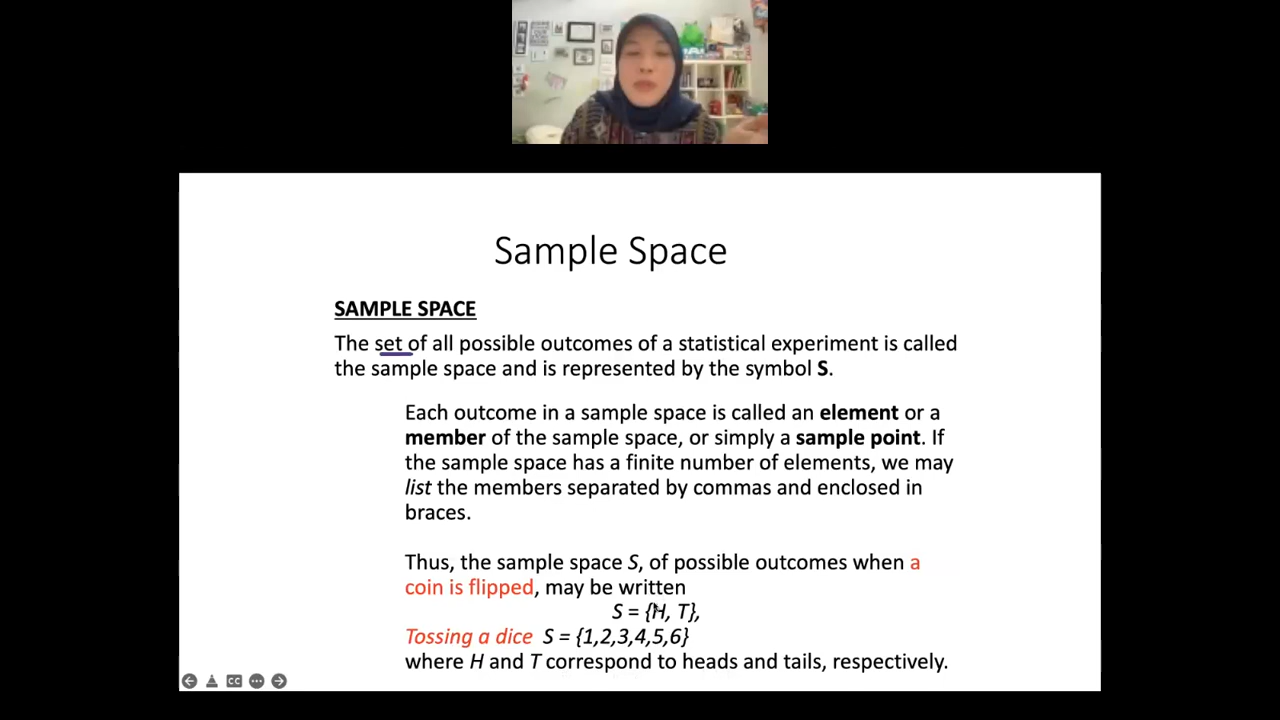 Sample Space
SAMPLE SPACE
The set of all possible outcomes of a statistical experiment is called
the sample space and is represented by the symbol S.
Each outcome in a sample space is called an element or a
member of the sample space, or simply a sample point. If
the sample space has a finite number of elements, we may
list the members separated by commas and enclosed in
braces.
Thus, the sample space S, of possible outcomes when a
coin is flipped, may be written
S = {H, T},
Tossing a dice S = {1,2,3,4,5,6}
where H and T correspond to heads and tails, respectively.
CC